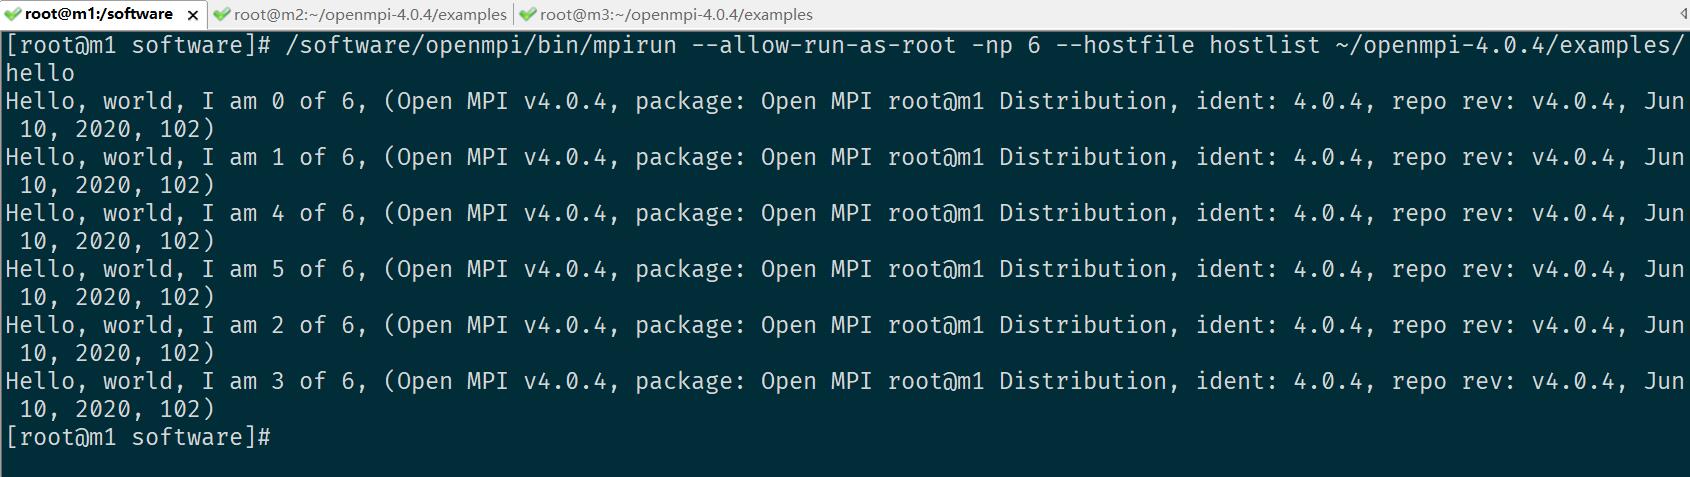 root@m1:/software × root@m2:~/openmpi-4.0.4/examples root@m3:~/openmpi-4.0.4/examples
[root@m1 software]# /software/openmpi/bin/mpirun --allow-run-as-root -np 6 --hostfile hostlist ~/openmpi-4.0.4/examples/
hello
Hello, world, I am 0 of 6, (Open MPI v4.0.4, package: Open MPI root@m1 Distribution, ident: 4.0.4, repo rev: v4.0.4, Jun
 10, 2020, 102)
Hello, world, I am 1 of 6, (Open MPI v4.0.4, package: Open MPI root@m1 Distribution, ident: 4.0.4, repo rev: v4.0.4, Jun
 10, 2020, 102)
Hello, world, I am 4 of 6, (Open MPI v4.0.4, package: Open MPI root@m1 Distribution, ident: 4.0.4, repo rev: v4.0.4, Jun
 10, 2020, 102)
Hello, world, I am 5 of 6, (Open MPI v4.0.4, package: Open MPI root@m1 Distribution, ident: 4.0.4, repo rev: v4.0.4, Jun
 10, 2020, 102)
Hello, world, I am 2 of 6, (Open MPI v4.0.4, package: Open MPI root@m1 Distribution, ident: 4.0.4, repo rev: v4.0.4, Jun
 10, 2020, 102)
Hello, world, I am 3 of 6, (Open MPI v4.0.4, package: Open MPI root@m1 Distribution, ident: 4.0.4, repo rev: v4.0.4, Jun
 10, 2020, 102)
[root@m1 software]#